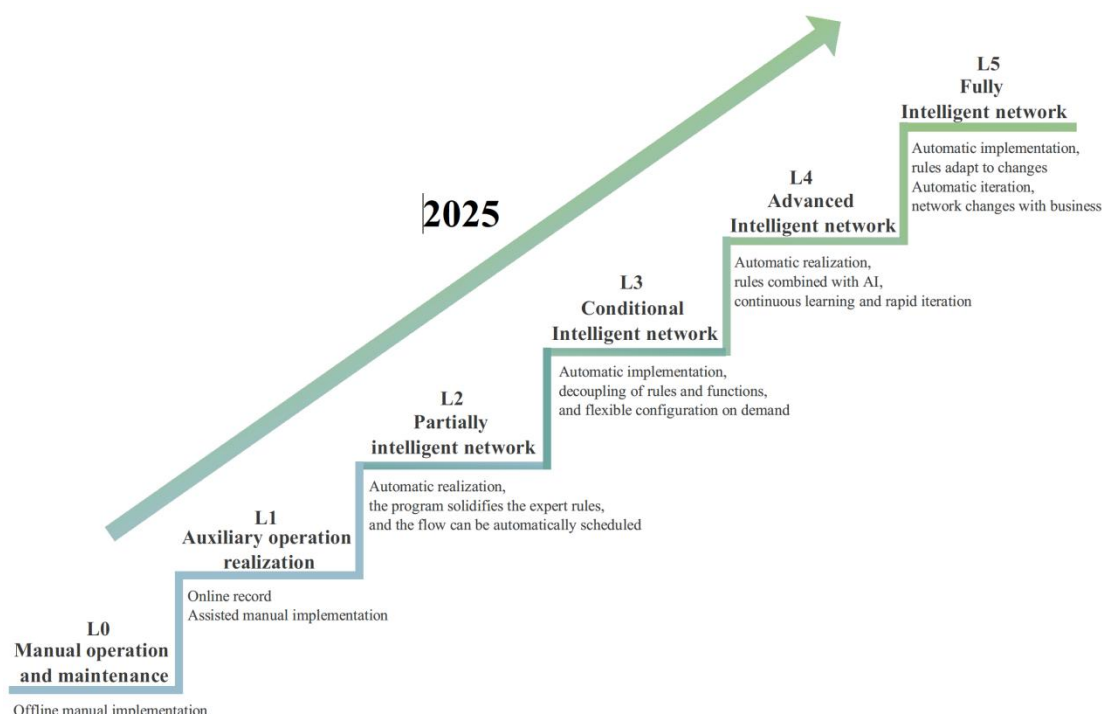 L5
Fully
Intelligent network
Automatic implementation,
rules adapt to changes
Automatic iteration,
network changes with business
L4
Advanced
Intelligent network
Automatic realization,
rules combined with AI,
continuous learning and rapid iteration
2025
L3
Conditional
Intelligent network
Automatic implementation,
decoupling of rules and functions,
and flexible configuration on demand
L2
Partially
intelligent network
Automatic realization,
the program solidifies the expert rules,
and the flow can be automatically scheduled
L1
Auxiliary operation
realization
Online record
Assisted manual implementation
L0
Manual operation
and maintenance
Offline manual implementation